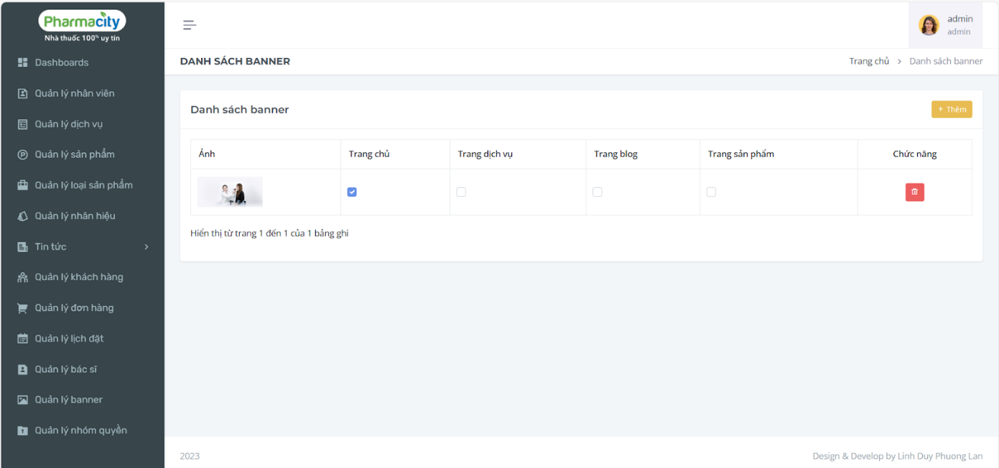 Pharmacity
Nhà thuốc 100% uy tín
Dashboards
Quản lý nhân viên
Quản lý dịch vụ
Quản lý sản phẩm
Quản lý loại sản phẩm
Quản lý nhãn hiệu
Tin tức
Quản lý khách hàng
Quản lý đơn hàng
Quản lý lịch đặt
Quản lý bác sĩ
Quản lý banner
Quản lý nhóm quyền
admin
admin
DANH SÁCH BANNER
Trang chủ > Danh sách banner
Danh sách banner
+ Thêm
Ảnh Trang chủ Trang dịch vụ Trang blog Trang sản phẩm Chức năng
Hiển thị từ trang 1 đến 1 của 1 bảng ghi
2023
Design & Develop by Linh Duy Phuong Lan